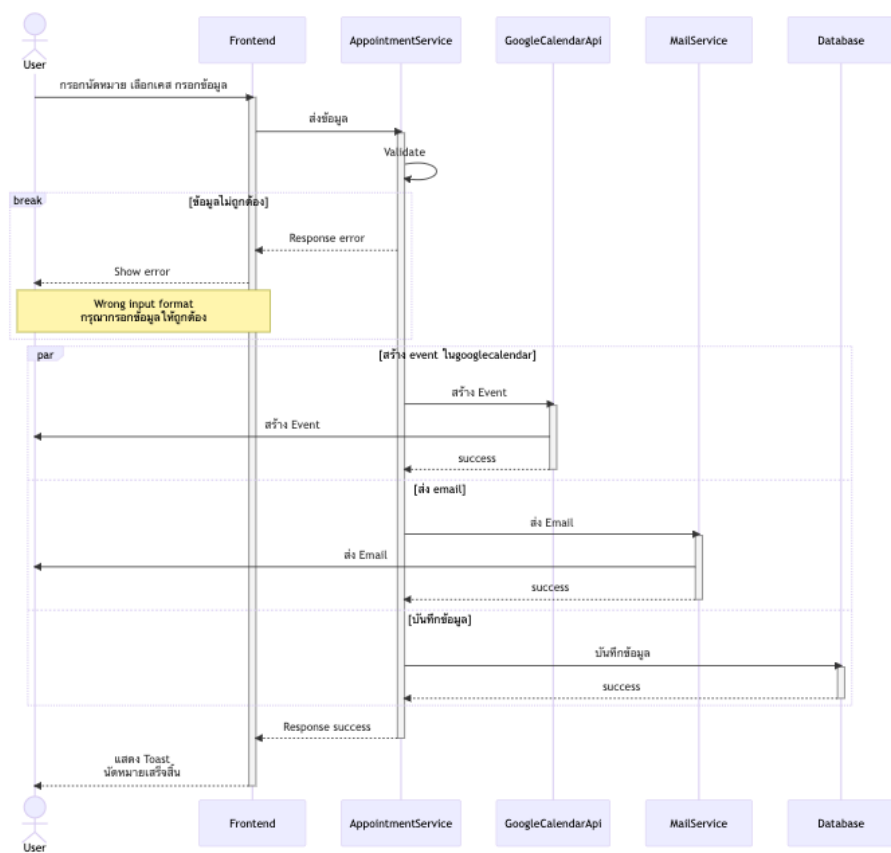 User
Frontend
AppointmentService
GoogleCalendarApi
MailService
Database
กรอกนัดหมาย เลือกเคส กรอกข้อมูล
ส่งข้อมูล
Validate
break
[ข้อมูลไม่ถูกต้อง]
Response error
Show error
Wrong input format
กรุณากรอกข้อมูลให้ถูกต้อง
par
[สร้าง event ในgooglecalendar]
สร้าง Event
สร้าง Event
success
[ส่ง email]
ส่ง Email
ส่ง Email
success
[บันทึกข้อมูล]
บันทึกข้อมูล
success
Response success
แสดง Toast
นัดหมายเสร็จสิ้น
User
Frontend
AppointmentService
GoogleCalendarApi
MailService
Database